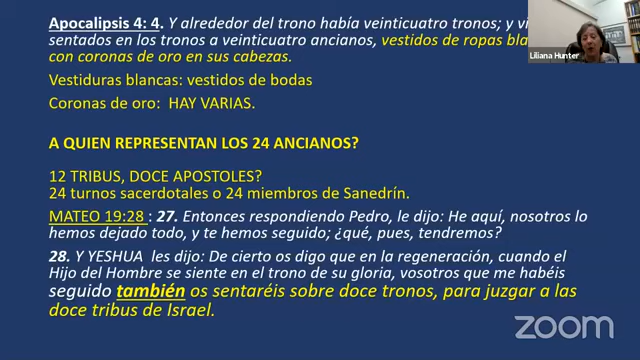 Apocalipsis 4: 4. Y alrededor del trono había veinticuatro tronos; y vi
sentados en los tronos a veinticuatro ancianos, vestidos de ropas
con coronas de oro en sus cabezas.
Liliana Hunter
Vestiduras blancas: vestidos de bodas
Coronas de oro: HAY VARIAS.
A QUIEN REPRESENTAN LOS 24 ANCIANOS?
12 TRIBUS, DOCE APOSTOLES?
24 turnos sacerdotales o 24 miembros de Sanedrín.
MATEO 19:28 : 27. Entonces respondiendo Pedro, le dijo: He aquí, nosotros lo
hemos dejado todo, y te hemos seguido; ¿qué, pues, tendremos?
28. Y YESHUA les dijo: De cierto os digo que en la regeneración, cuando el
Hijo del Hombre se siente en el trono de su gloria, vosotros que me habéis
seguido también os sentaréis sobre doce tronos, para juzgar a las
doce tribus de Israel.
zoom